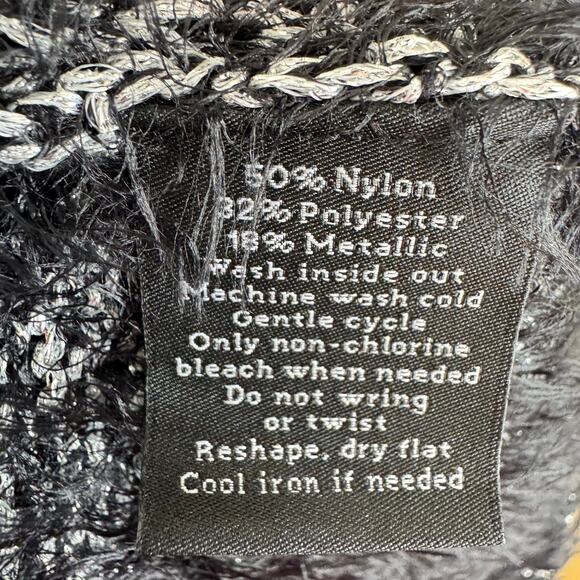 50% Nylon
32% Polyester
18% Metallic
Wash inside out
Machine wash cold
Gentle cycle
Only non-chlorine
bleach when needed
Do not wring
or twist
Reshape, dry flat
Cool iron if needed